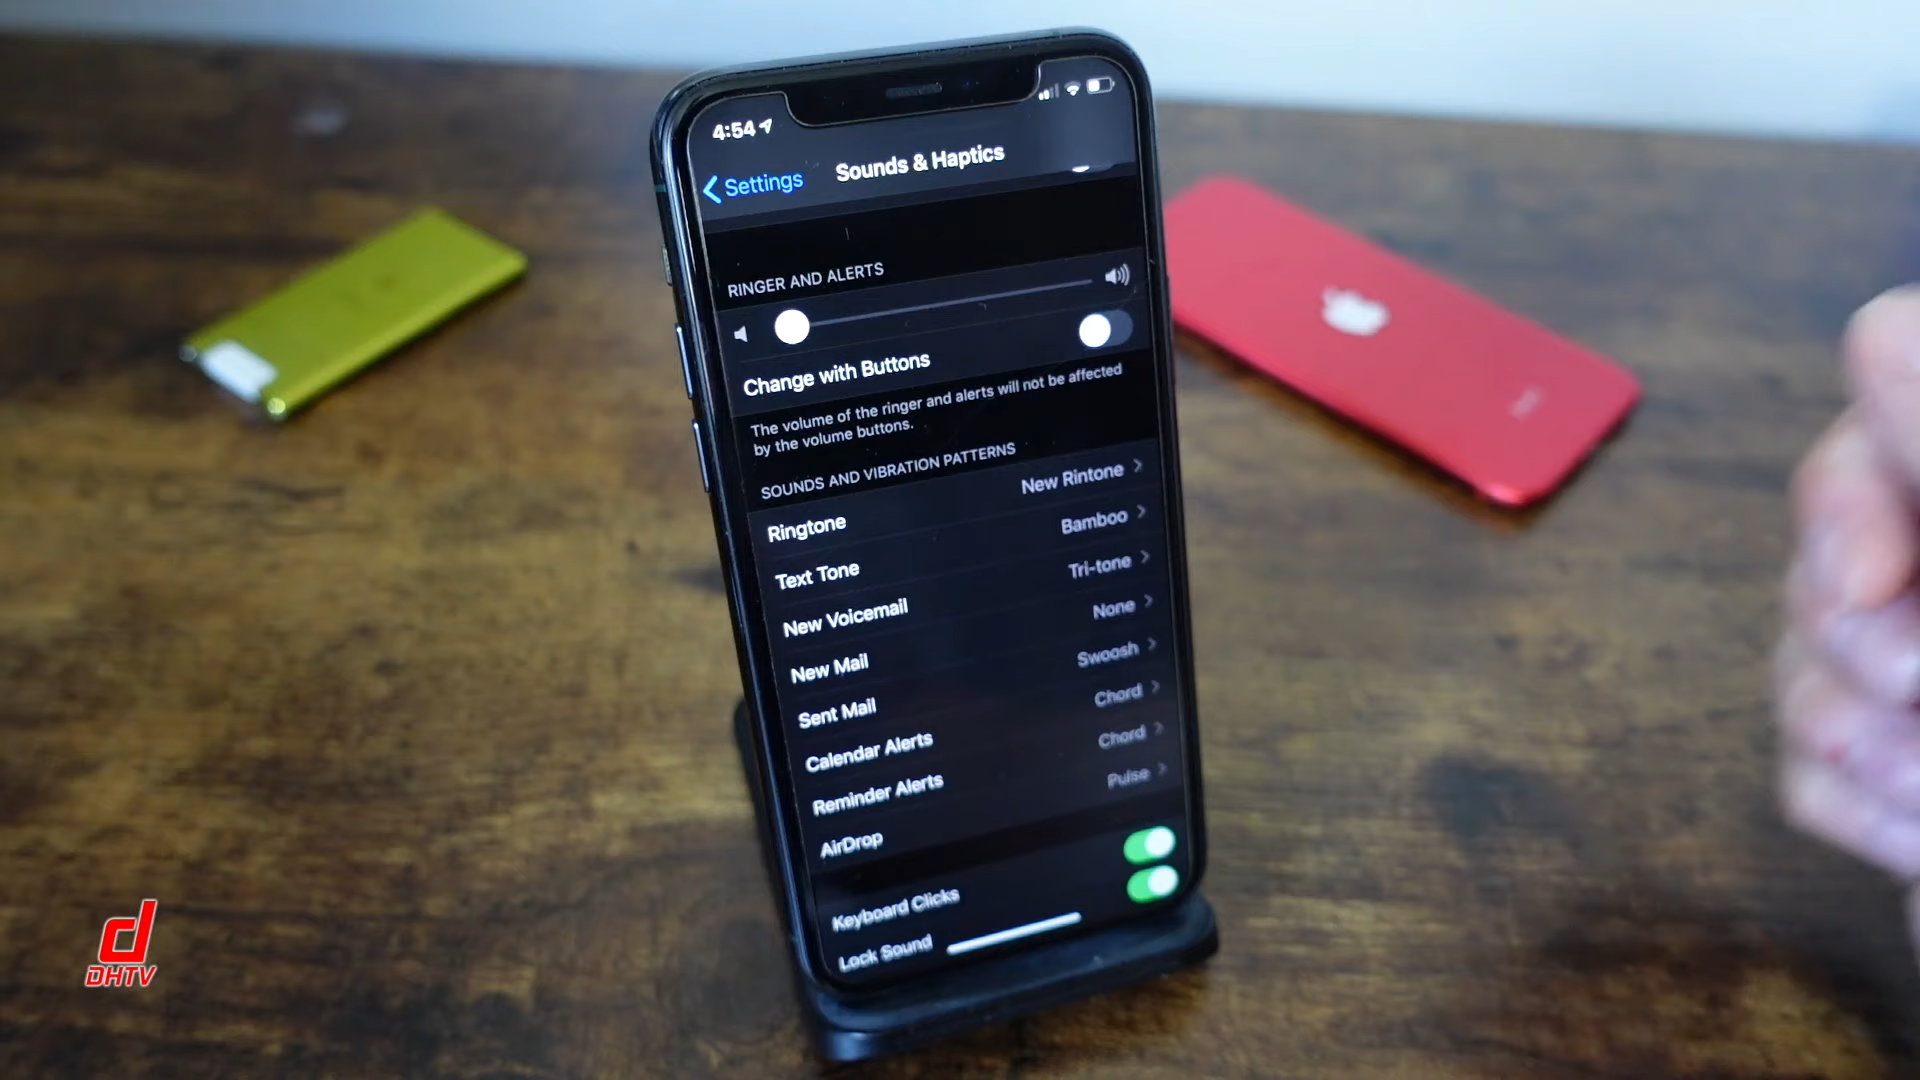 4:54
Settings
Sounds & Haptics
RINGER AND ALERTS
Change with Buttons
The volume of the ringer and alerts will not be affected
by the volume buttons.
SOUNDS AND VIBRATION PATTERNS
Ringtone New Rintone
Text Tone Bamboo
New Voicemail Tri-tone
New Mail None
Sent Mail Swoosh
Calendar Alerts Chord
Reminder Alerts Chord
AirDrop Pulse
Keyboard Clicks
Lock Sound
d
DHTV